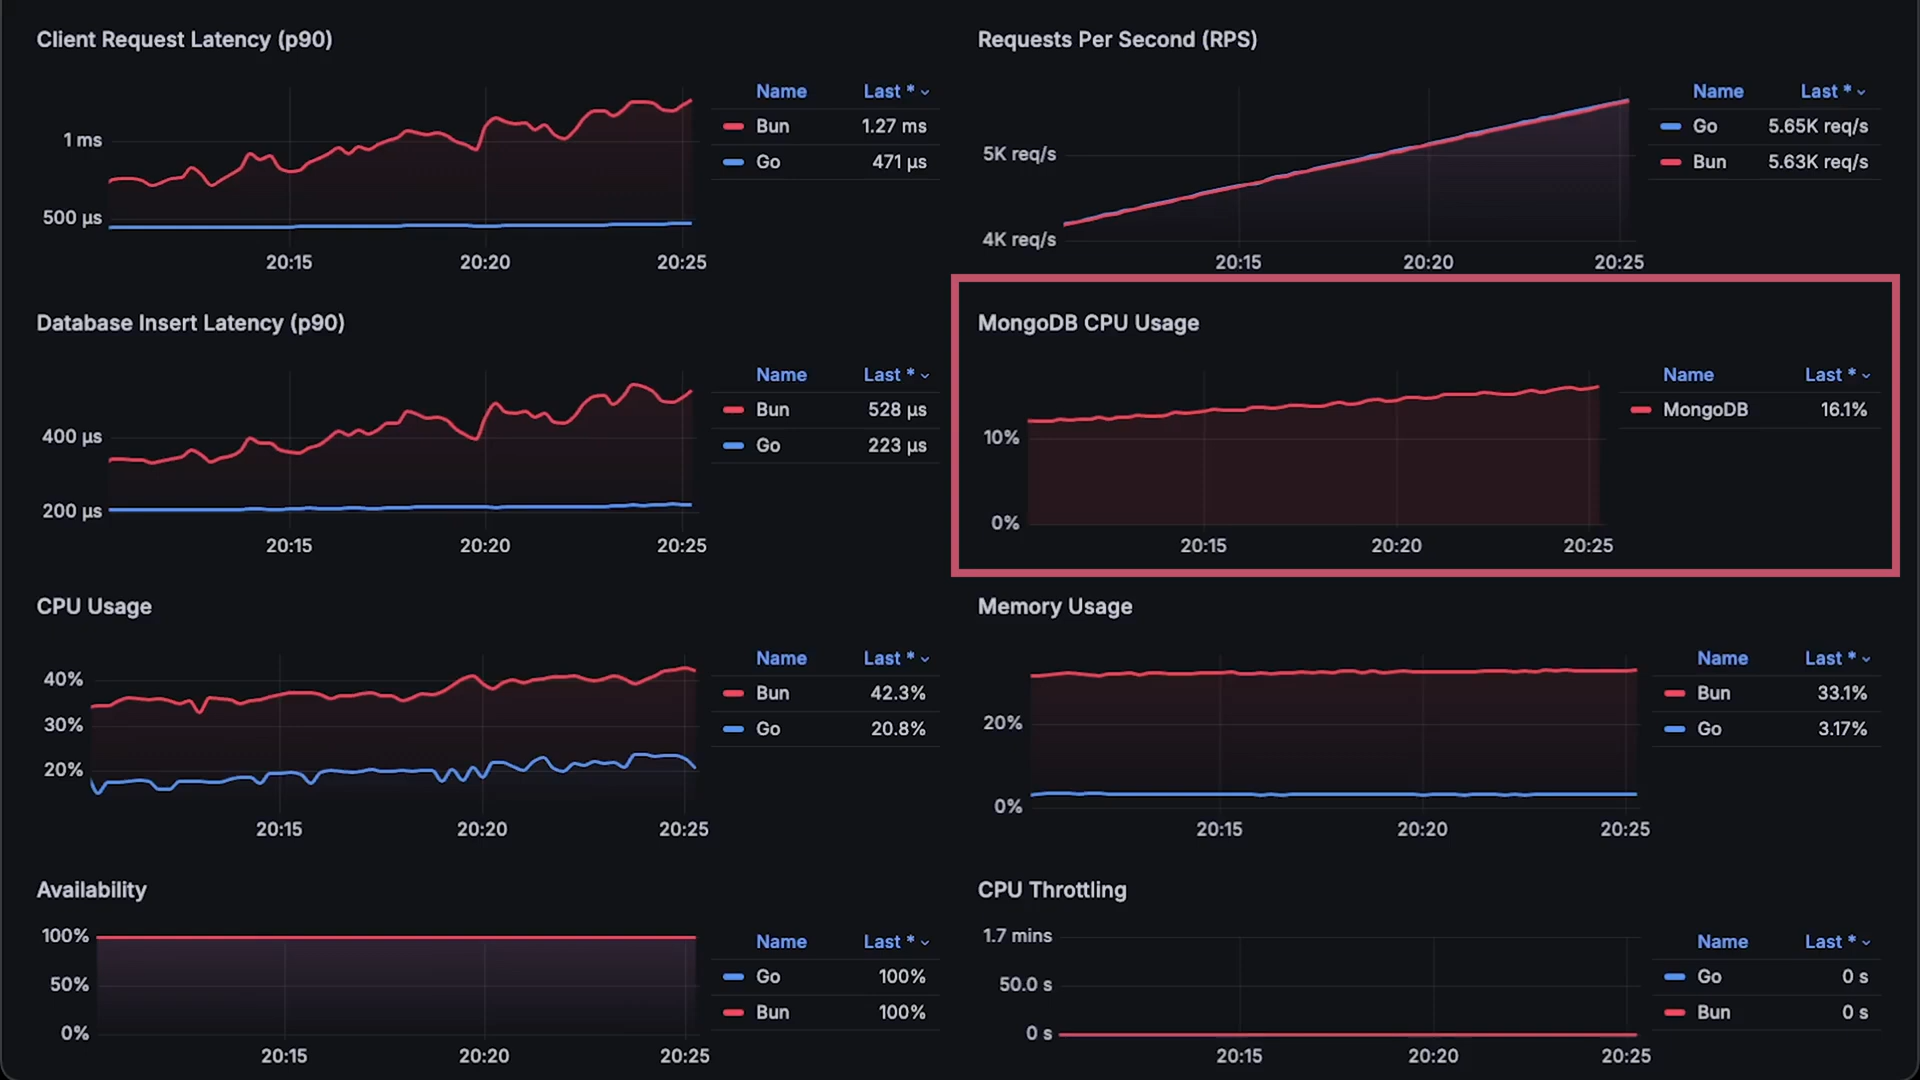 Client Request Latency (p90)
1 ms
500 µs
20:15 20:20 20:25
Name Last *
Bun 1.27 ms
Go 471 µs
Requests Per Second (RPS)
5K req/s
4K req/s
20:15 20:20 20:25
Name Last *
Go 5.65K req/s
Bun 5.63K req/s
Database Insert Latency (p90)
400 µs
200 µs
20:15 20:20 20:25
Name Last *
Bun 528 µs
Go 223 µs
MongoDB CPU Usage
10%
0%
20:15 20:20 20:25
Name Last *
MongoDB 16.1%
CPU Usage
40%
30%
20%
20:15 20:20 20:25
Name Last *
Bun 42.3%
Go 20.8%
Memory Usage
20%
0%
20:15 20:20 20:25
Name Last *
Bun 33.1%
Go 3.17%
Availability
100%
50%
0%
20:15 20:20 20:25
Name Last *
Go 100%
Bun 100%
CPU Throttling
1.7 mins
50.0 s
0 s
20:15 20:20 20:25
Name Last *
Go 0 s
Bun 0 s